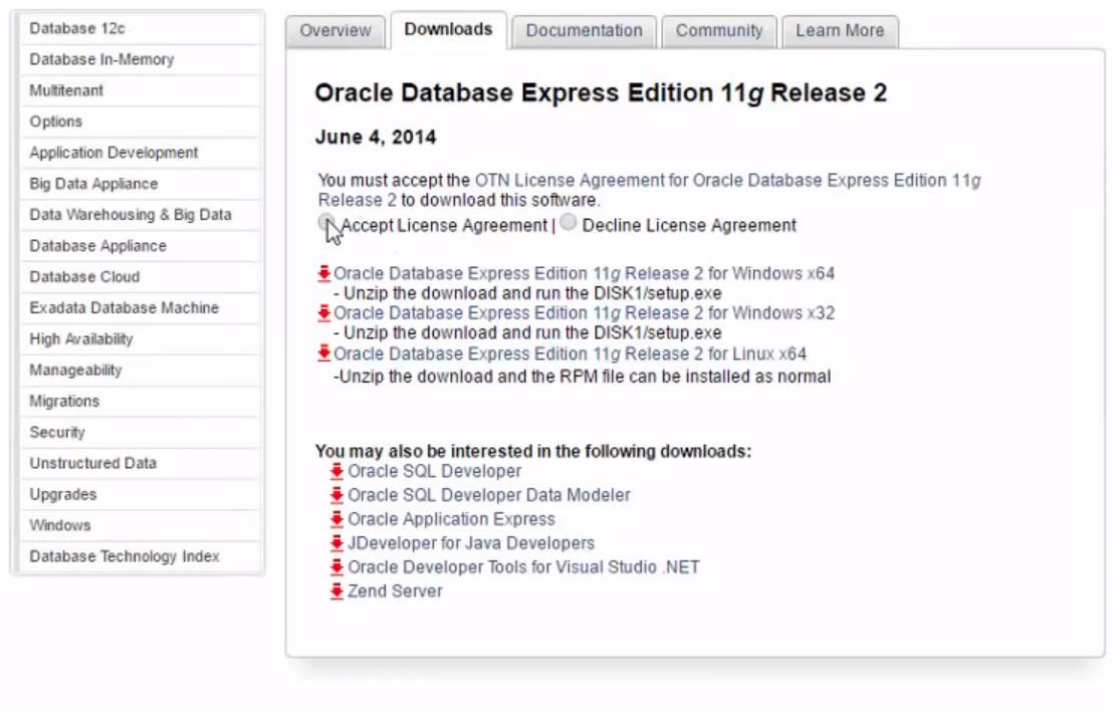 Database 12c
Database In-Memory
Multitenant
Options
Application Development
Big Data Appliance
Data Warehousing & Big Data
Database Appliance
Database Cloud
Exadata Database Machine
High Availability
Manageability
Migrations
Security
Unstructured Data
Upgrades
Windows
Database Technology Index
Overview Downloads Documentation Community Learn More
Oracle Database Express Edition 11g Release 2
June 4, 2014
You must accept the OTN License Agreement for Oracle Database Express Edition 11g
Release 2 to download this software.
Accept License Agreement | Decline License Agreement
Oracle Database Express Edition 11g Release 2 for Windows x64
- Unzip the download and run the DISK1/setup.exe
Oracle Database Express Edition 11g Release 2 for Windows x32
- Unzip the download and run the DISK1/setup.exe
Oracle Database Express Edition 11g Release 2 for Linux x64
-Unzip the download and the RPM file can be installed as normal
You may also be interested in the following downloads:
Oracle SQL Developer
Oracle SQL Developer Data Modeler
Oracle Application Express
JDeveloper for Java Developers
Oracle Developer Tools for Visual Studio .NET
Zend Server